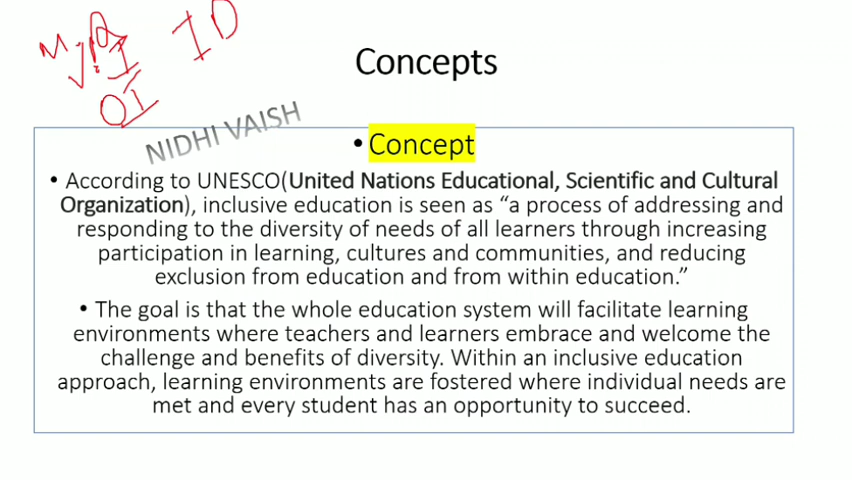 I D
OI
Concepts
NIDHI VAISH
• Concept
• According to UNESCO(United Nations Educational, Scientific and Cultural
Organization), inclusive education is seen as “a process of addressing and
responding to the diversity of needs of all learners through increasing
participation in learning, cultures and communities, and reducing
exclusion from education and from within education.”
• The goal is that the whole education system will facilitate learning
environments where teachers and learners embrace and welcome the
challenge and benefits of diversity. Within an inclusive education
approach, learning environments are fostered where individual needs are
met and every student has an opportunity to succeed.